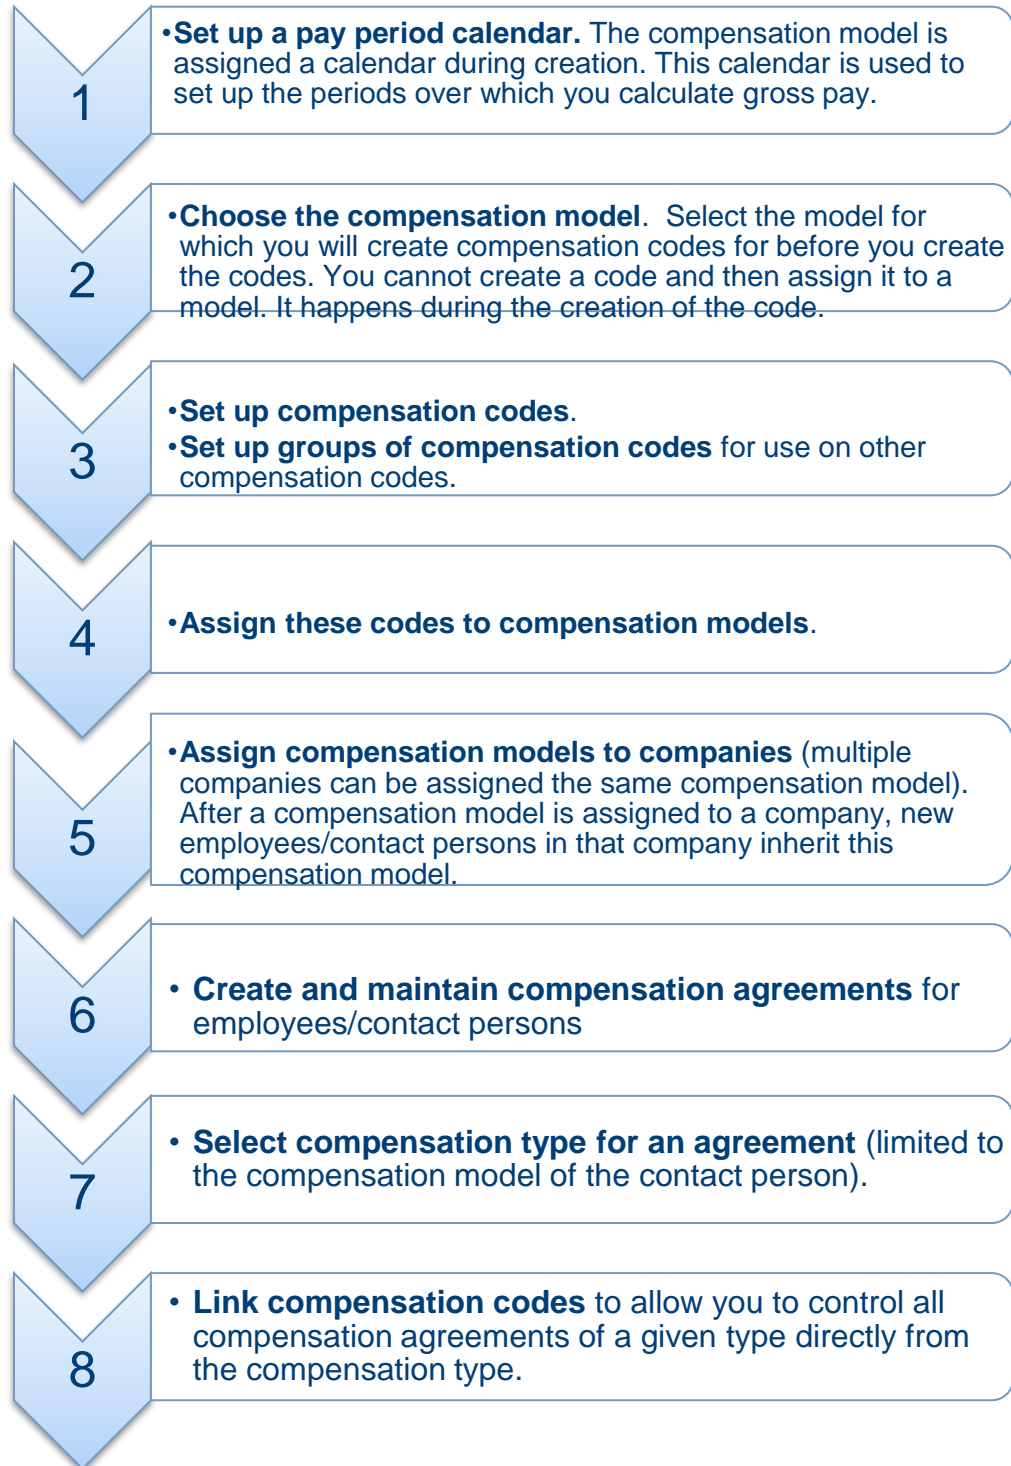 1
•Set up a pay period calendar. The compensation model is
assigned a calendar during creation. This calendar is used to
set up the periods over which you calculate gross pay.
2
•Choose the compensation model.  Select the model for
which you will create compensation codes for before you create
the codes. You cannot create a code and then assign it to a
model. It happens during the creation of the code.
3
•Set up compensation codes.
•Set up groups of compensation codes for use on other
compensation codes.
4
•Assign these codes to compensation models.
5
•Assign compensation models to companies (multiple
companies can be assigned the same compensation model).
After a compensation model is assigned to a company, new
employees/contact persons in that company inherit this
compensation model.
6
• Create and maintain compensation agreements for
employees/contact persons
7
• Select compensation type for an agreement (limited to
the compensation model of the contact person).
8
• Link compensation codes to allow you to control all
compensation agreements of a given type directly from
the compensation type.